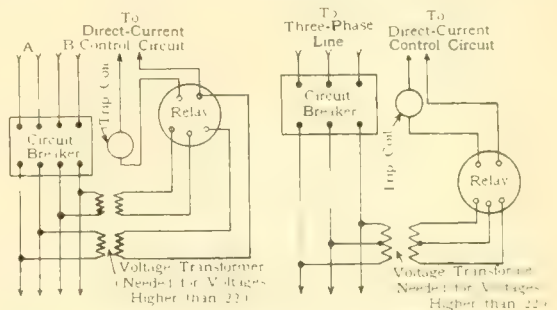 To
Direct-Current
Control Circuit
A
B
Trip Coil
Relay
Circuit
Breaker
Voltage Transformer
(Needed for Voltages
Higher than 220)
To
Three-Phase
Line
To
Direct-Current
Control Circuit
Circuit
Breaker
Trip Coil
Relay
Voltage Transformer
(Needed for Voltages
Higher than 220)